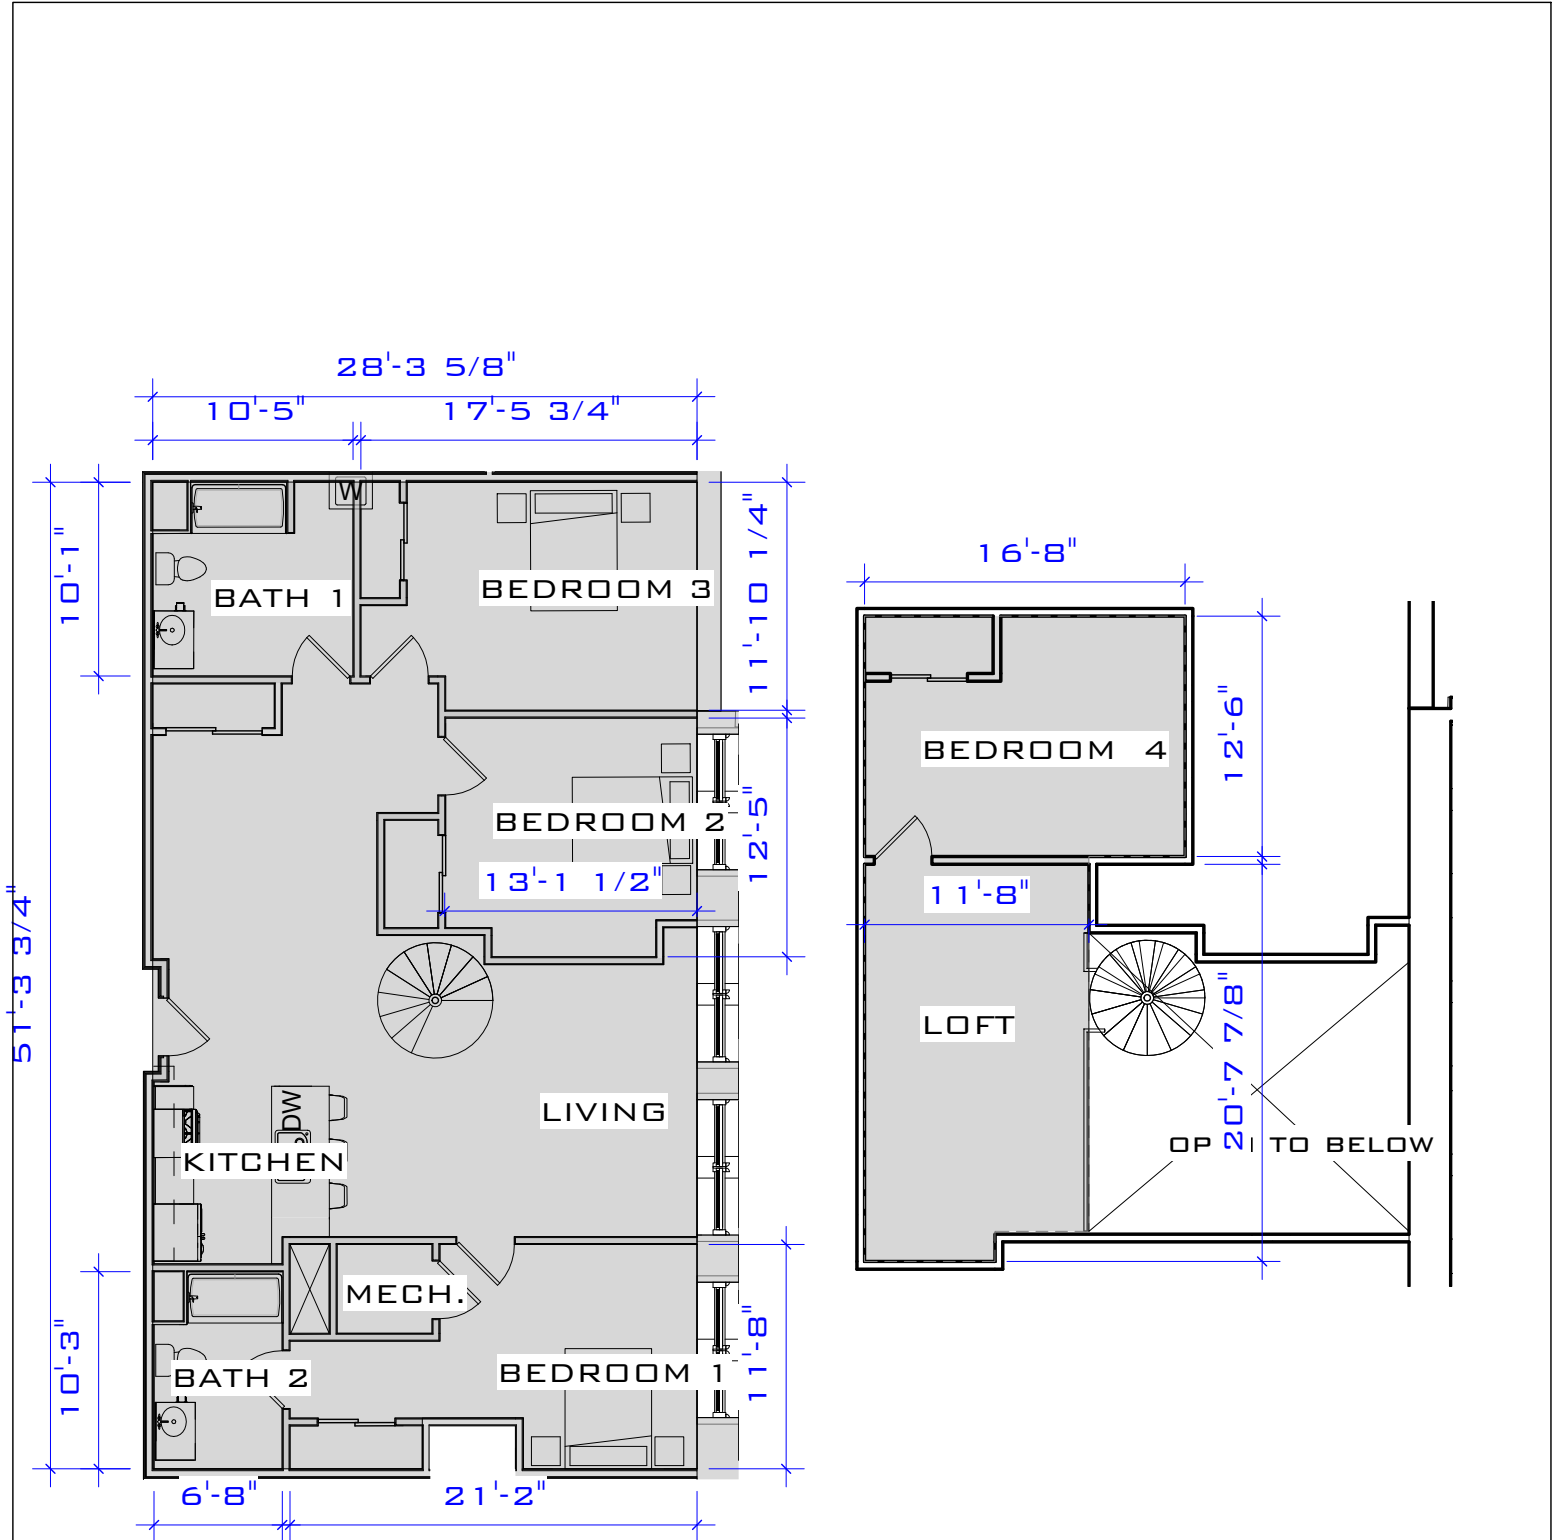 28'-3 5/8"
10'-5"
17'-5 3/4"
W
10'-1"
BATH 1
BEDROOM 3
11'-10 1/4"
16'-8"
12'-6"
BEDROOM 4
BEDROOM 2
12'-5"
13'-1 1/2"
11'-8"
51'-3 3/4"
LOFT
20'-7 7/8"
DW
LIVING
KITCHEN
OP TO BELOW
MECH.
10'-3"
BATH 2
BEDROOM 1
11'-8"
6'-8"
21'-2"